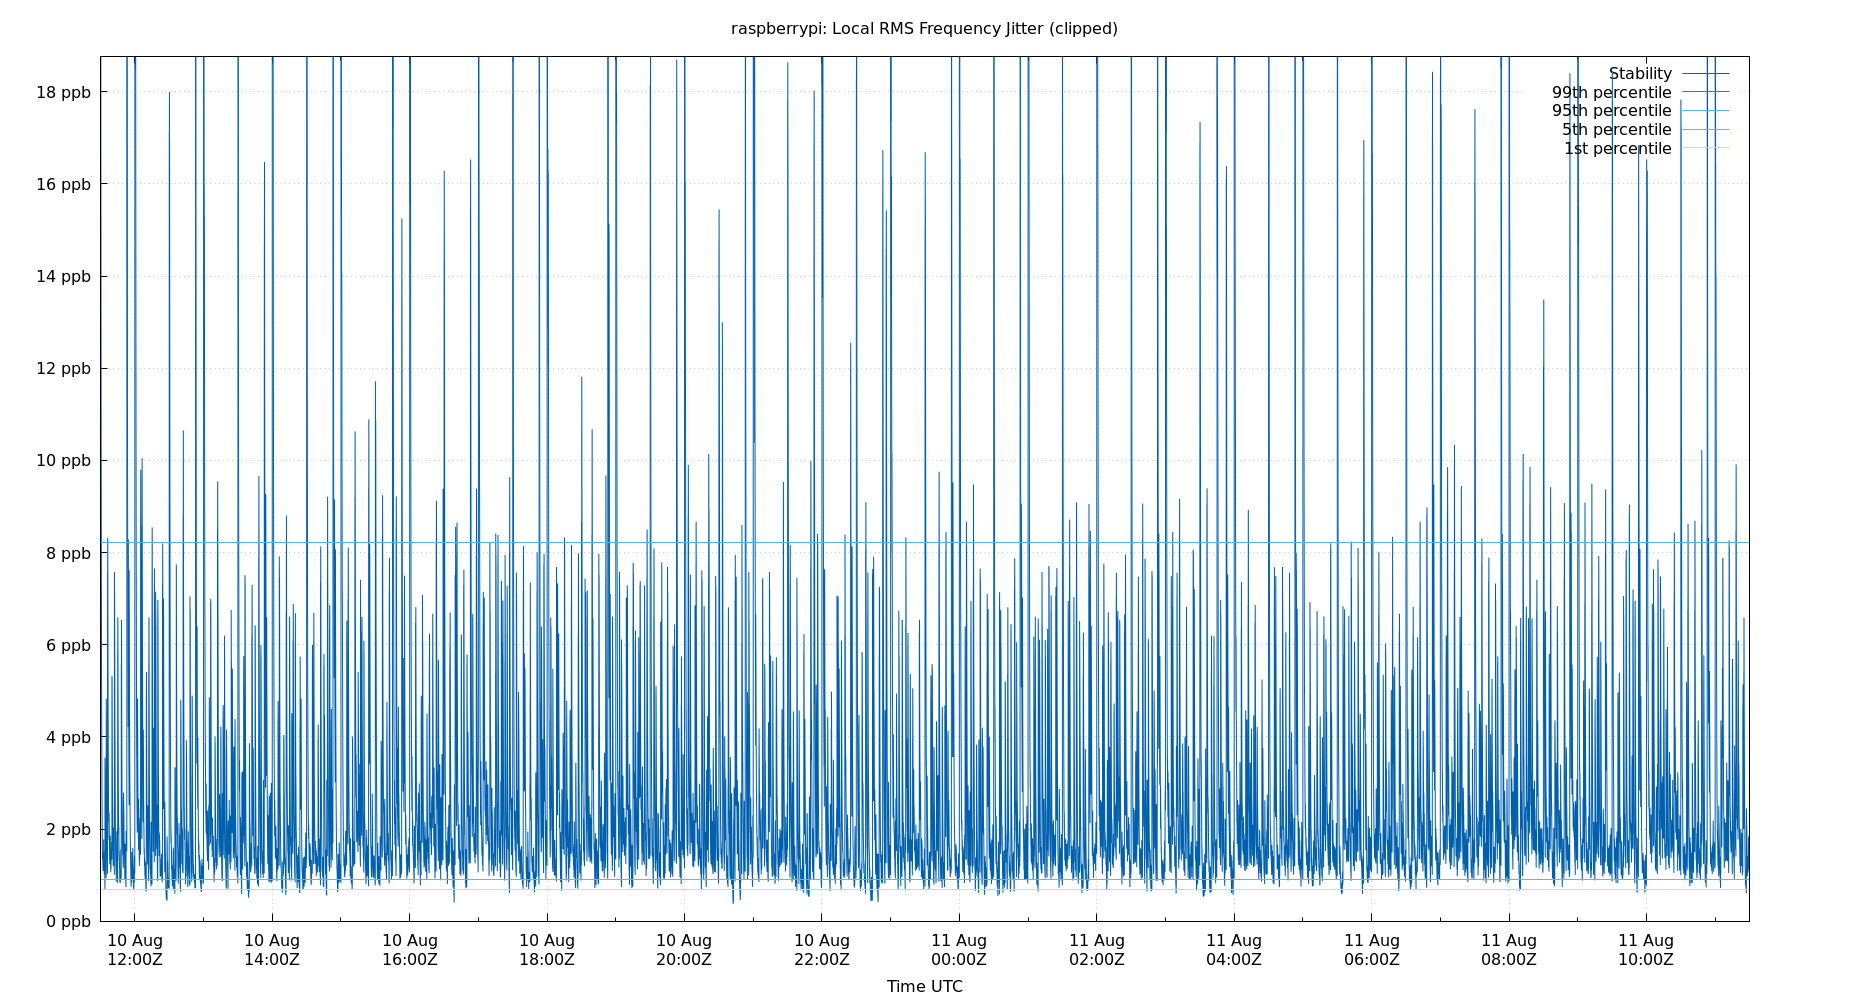 raspberrypi: Local RMS Frequency Jitter (clipped)
Stability
99th percentile
95th percentile
5th percentile
1st percentile
18 ppb
16 ppb
14 ppb
12 ppb
10 ppb
8 ppb
6 ppb
4 ppb
2 ppb
0 ppb
10 Aug 10 Aug 10 Aug 10 Aug 10 Aug 10 Aug 11 Aug 11 Aug 11 Aug 11 Aug 11 Aug 11 Aug
12:00Z 14:00Z 16:00Z 18:00Z 20:00Z 22:00Z 00:00Z 02:00Z 04:00Z 06:00Z 08:00Z 10:00Z
Time UTC